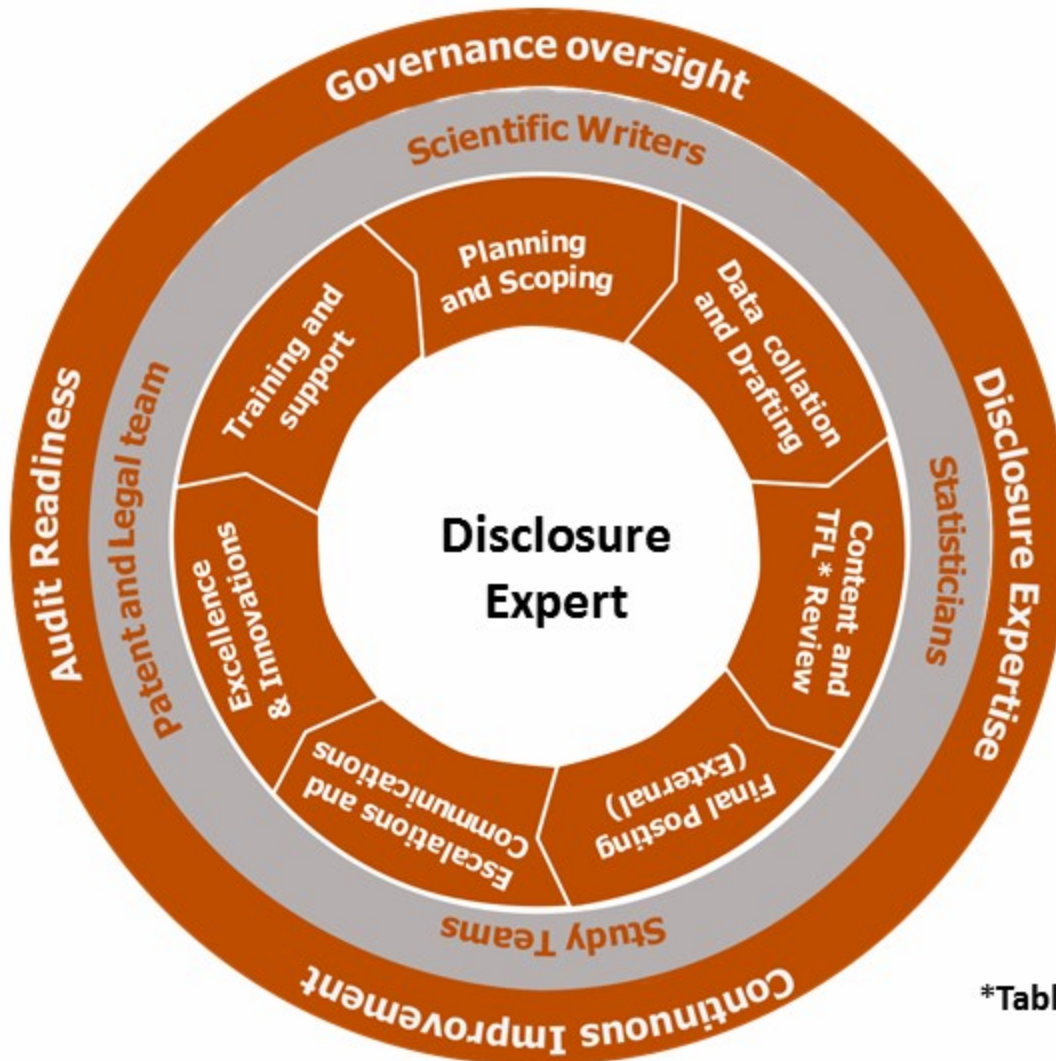 Governance oversight
Scientific Writers
Planning
and Scoping
Data collation
and Drafting
Content and
TFL* Review
Final Posting
(External)
Escalations and
Communications
Excellence
& Innovations
Training and
support
Disclosure
Expert
Statisticians
Study Teams
Patent and Legal team
Disclosure Expertise
Continuous Improvement
Audit Readiness